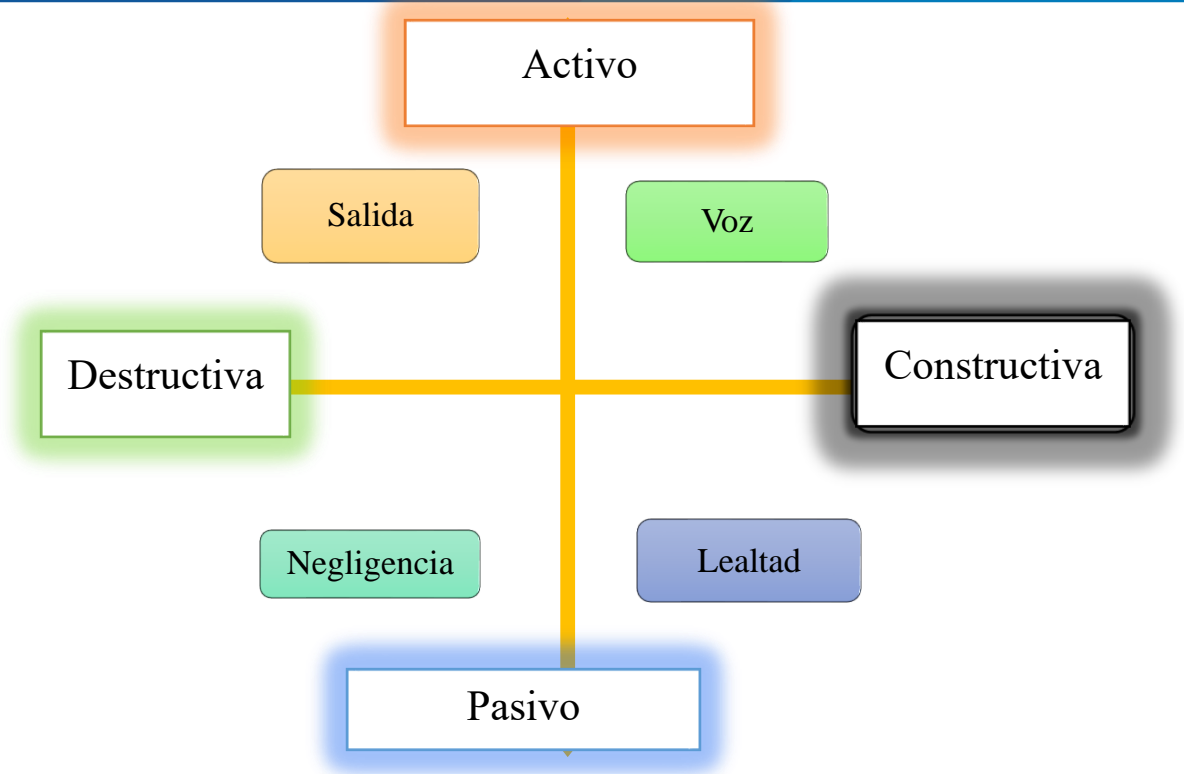 Activo
Salida
Voz
Destructiva
Constructiva
Negligencia
Lealtad
Pasivo